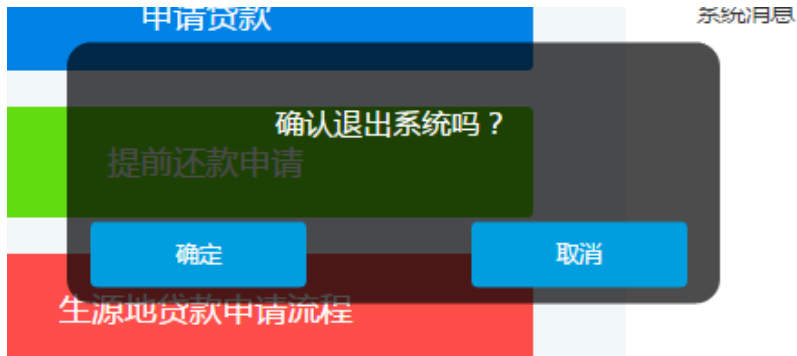 申请贷款
系统消息
确认退出系统吗？
提前还款申请
确定
取消
生源地贷款申请流程